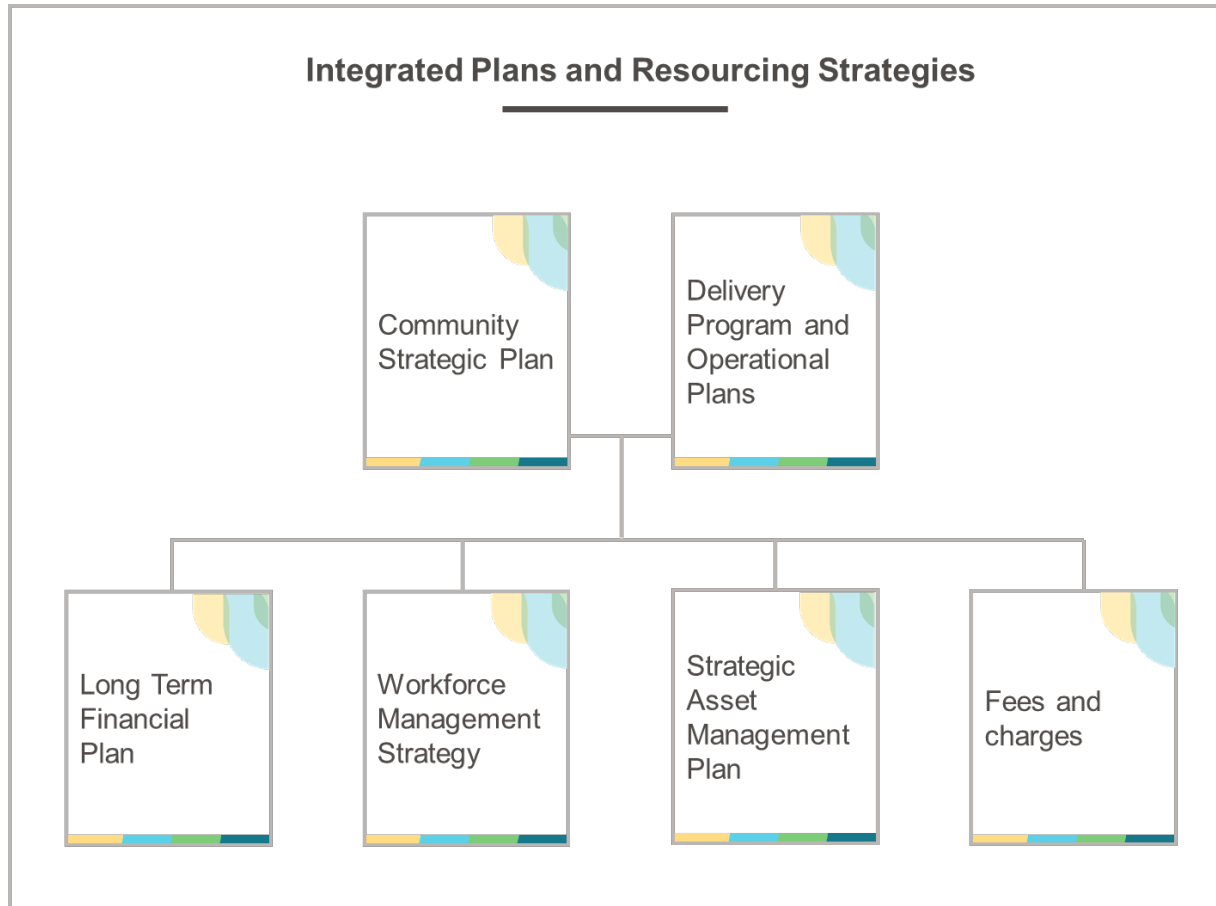 Integrated Plans and Resourcing Strategies
Community
Strategic Plan
Delivery
Program and
Operational
Plans
Long Term
Financial
Plan
Workforce
Management
Strategy
Strategic
Asset
Management
Plan
Fees and
charges